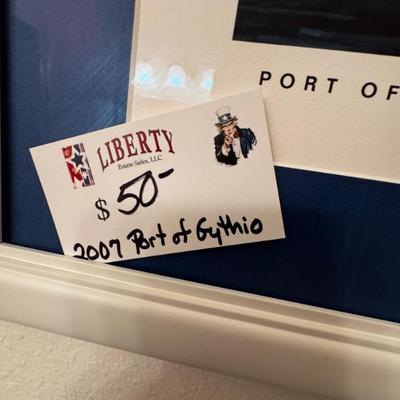 PORT OF
LIBERTY
Estate Sales, LLC
$ 50-
2007 Port of Gythio